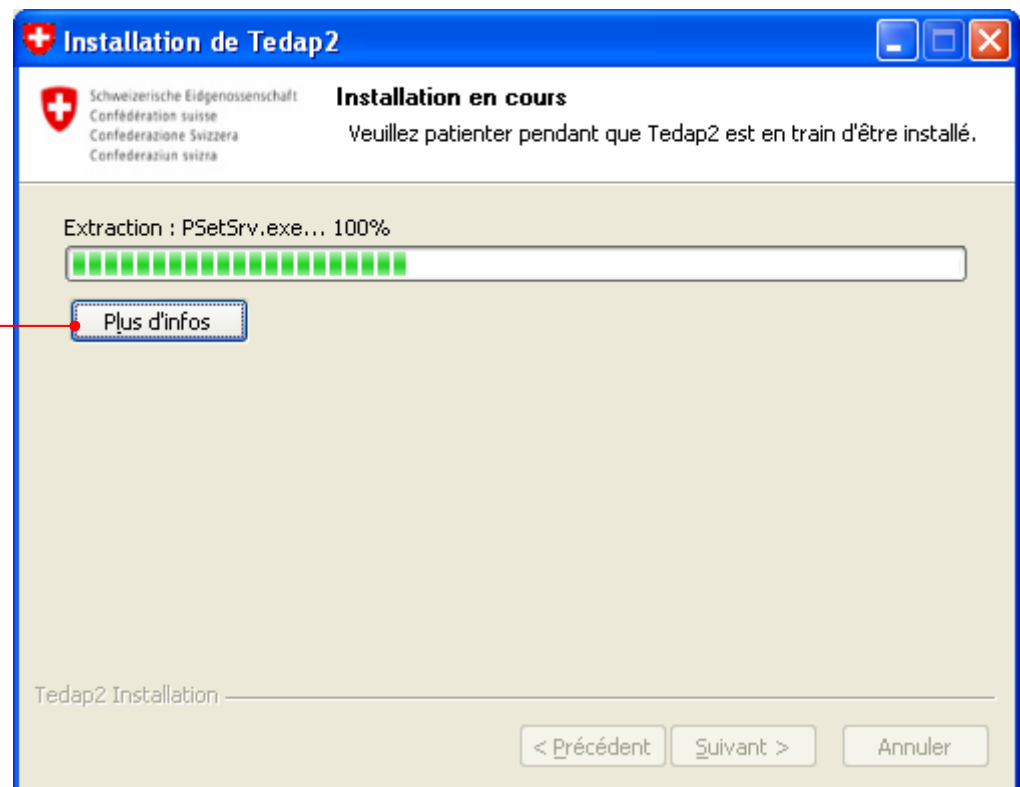 Installation de Tedap2
Schweizerische Eidgenossenschaft
Confédération suisse
Confederazione Svizzera
Confederaziun svizra
Installation en cours
Veuillez patienter pendant que Tedap2 est en train d'être installé.
Extraction : PSetSrv.exe... 100%
Plus d'infos
Tedap2 Installation
< Précédent
Suivant >
Annuler